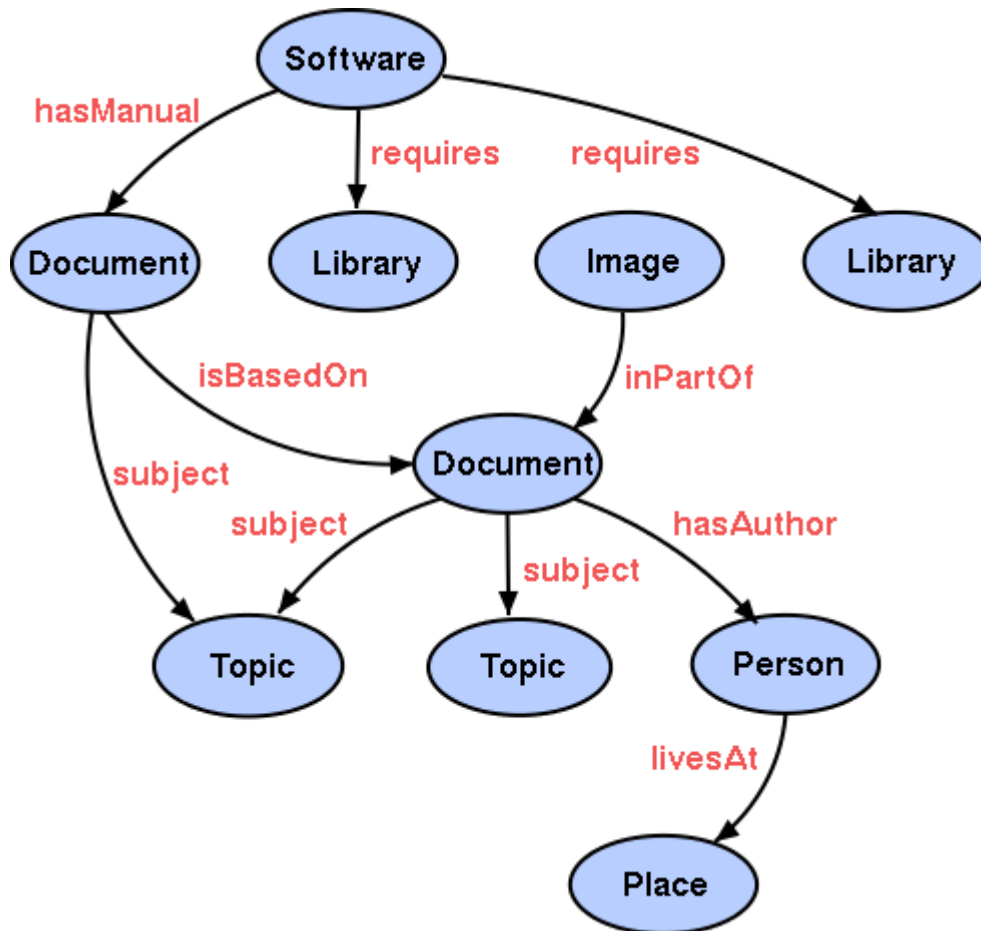 Software
hasManual
requires
requires
Document
Library
Image
Library
isBasedOn
inPartOf
Document
subject
subject
hasAuthor
subject
Topic
Topic
Person
livesAt
Place